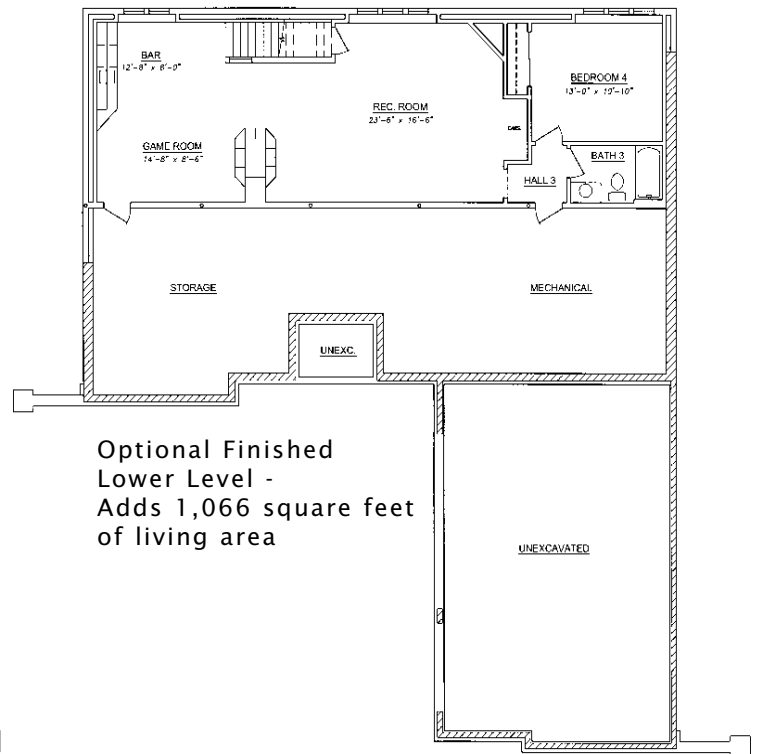 BAR
12'-8" x 8'-0"
REC. ROOM
23'-6" x 16'-6"
BEDROOM 4
13'-0" x 10'-10"
GAME ROOM
14'-8" x 8'-6"
BATH 3
HALL 3
STORAGE
MECHANICAL
UNEXC.
Optional Finished
Lower Level -
Adds 1,066 square feet
of living area
UNEXCAVATED